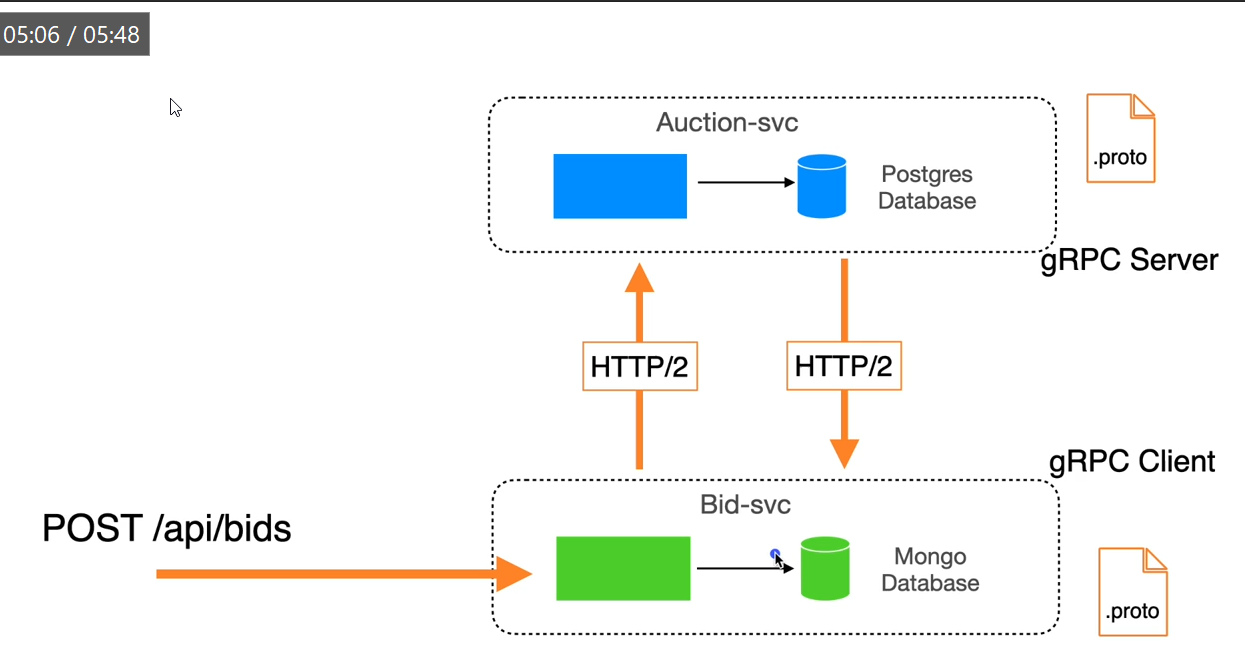 05:06 / 05:48
Auction-svc
.proto
Postgres
Database
gRPC Server
HTTP/2
HTTP/2
gRPC Client
Bid-svc
POST /api/bids
Mongo
Database
.proto